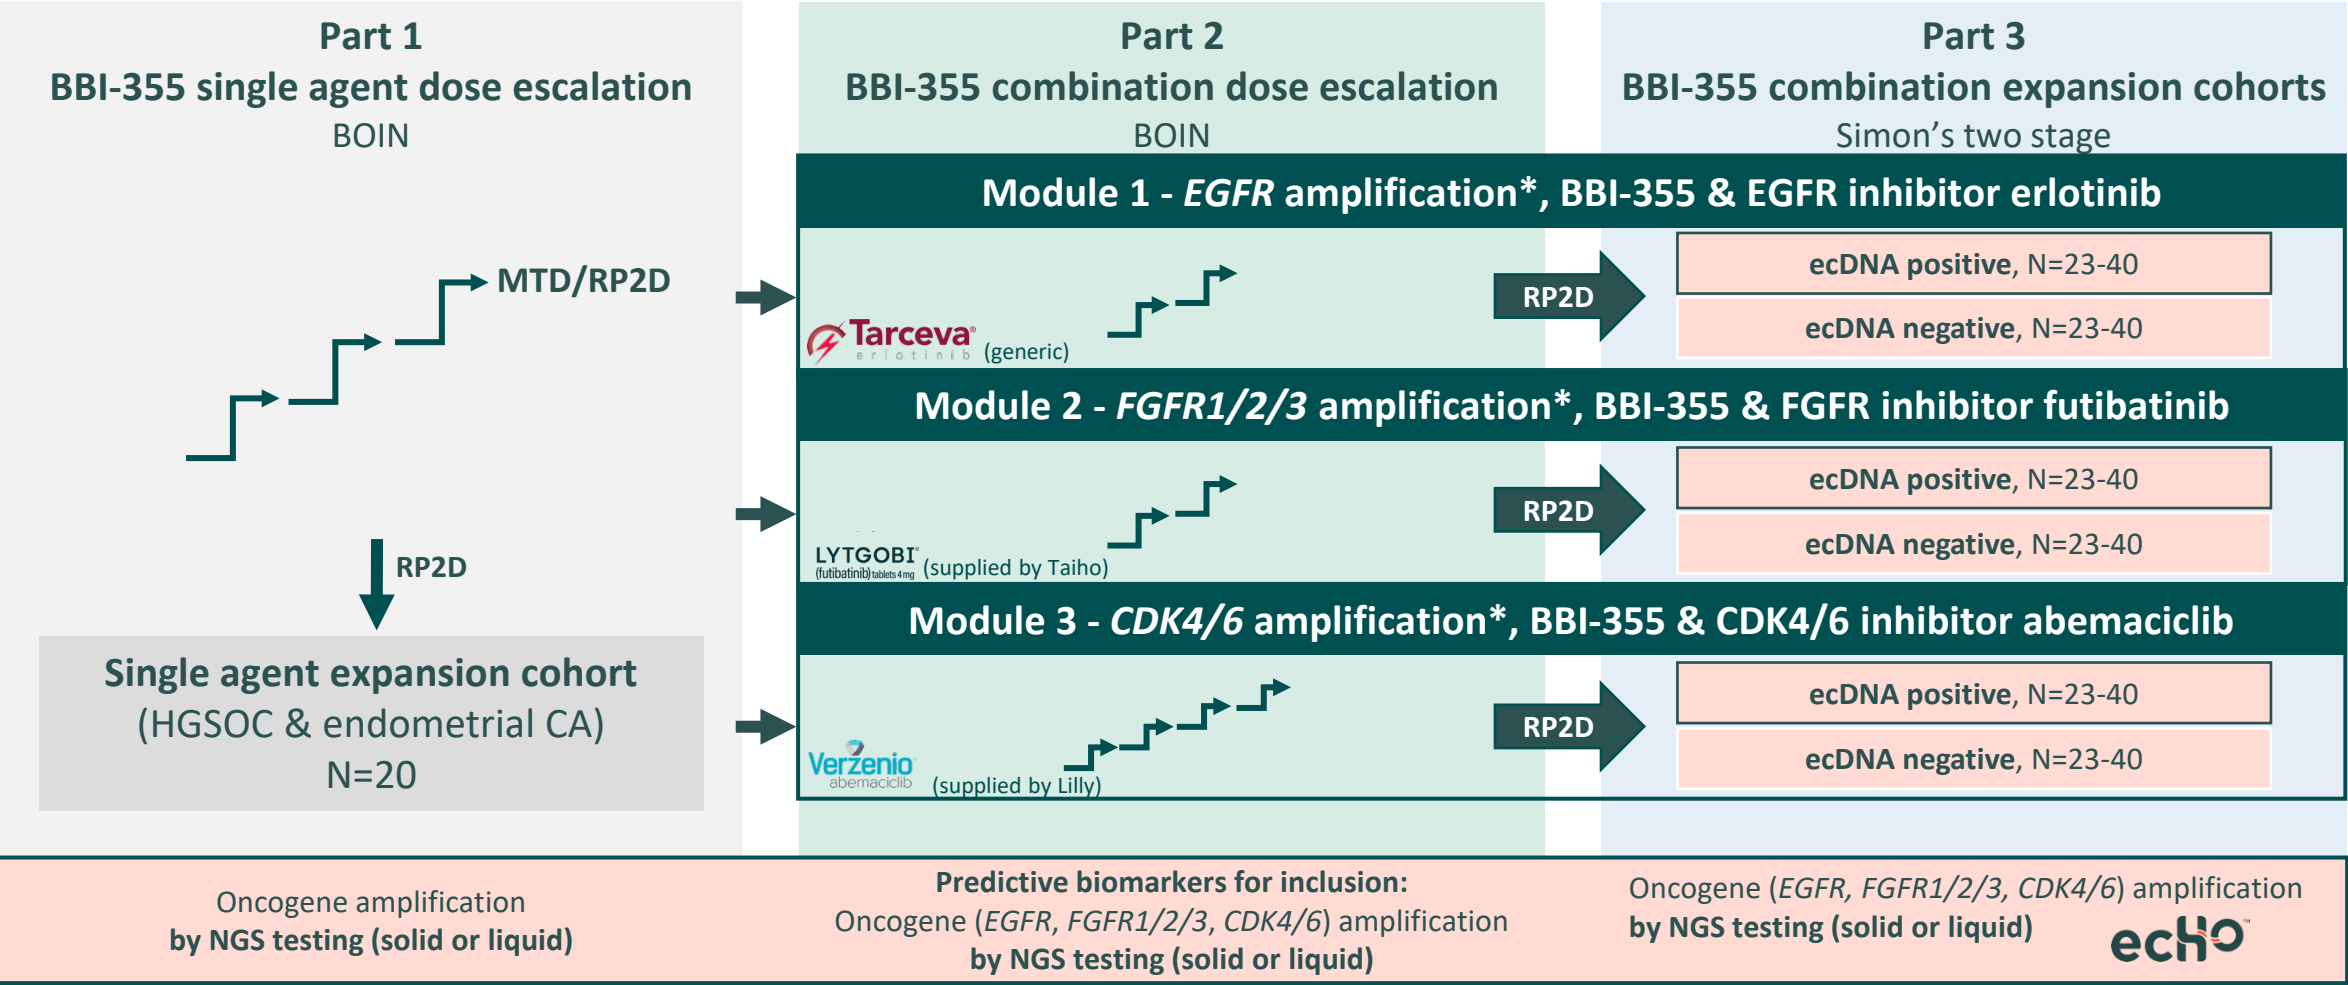 Part 1
BBI-355 single agent dose escalation
BOIN
MTD/RP2D
RP2D
Single agent expansion cohort
(HGSOC & endometrial CA)
N=20
Part 2
BBI-355 combination dose escalation
BOIN
Part 3
BBI-355 combination expansion cohorts
Simon's two stage
Module 1 - EGFR amplification*, BBI-355 & EGFR inhibitor erlotinib
Tarceva®
erlotinib
(generic)
RP2D
ecDNA positive, N=23-40
ecDNA negative, N=23-40
Module 2 - FGFR1/2/3 amplification*, BBI-355 & FGFR inhibitor futibatinib
LYTGOBI®
(futibatinib) tablets 4 mg
(supplied by Taiho)
RP2D
ecDNA positive, N=23-40
ecDNA negative, N=23-40
Module 3 - CDK4/6 amplification*, BBI-355 & CDK4/6 inhibitor abemaciclib
Verzenio
abemaciclib
(supplied by Lilly)
RP2D
ecDNA positive, N=23-40
ecDNA negative, N=23-40
Oncogene amplification
by NGS testing (solid or liquid)
Predictive biomarkers for inclusion:
Oncogene (EGFR, FGFR1/2/3, CDK4/6) amplification
by NGS testing (solid or liquid)
Oncogene (EGFR, FGFR1/2/3, CDK4/6) amplification
by NGS testing (solid or liquid)
echo™